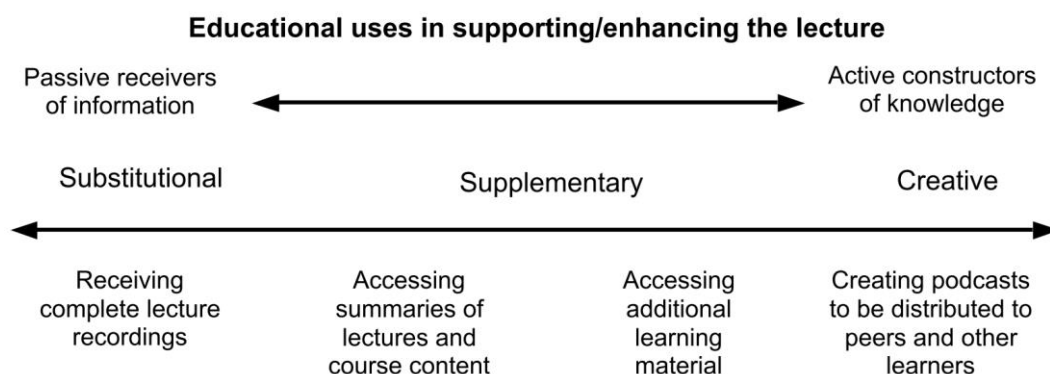 Educational uses in supporting/enhancing the lecture
Passive receivers
of information
Active constructors
of knowledge
Substitutional
Supplementary
Creative
Receiving
complete lecture
recordings
Accessing
summaries of
lectures and
course content
Accessing
additional
learning
material
Creating podcasts
to be distributed to
peers and other
learners